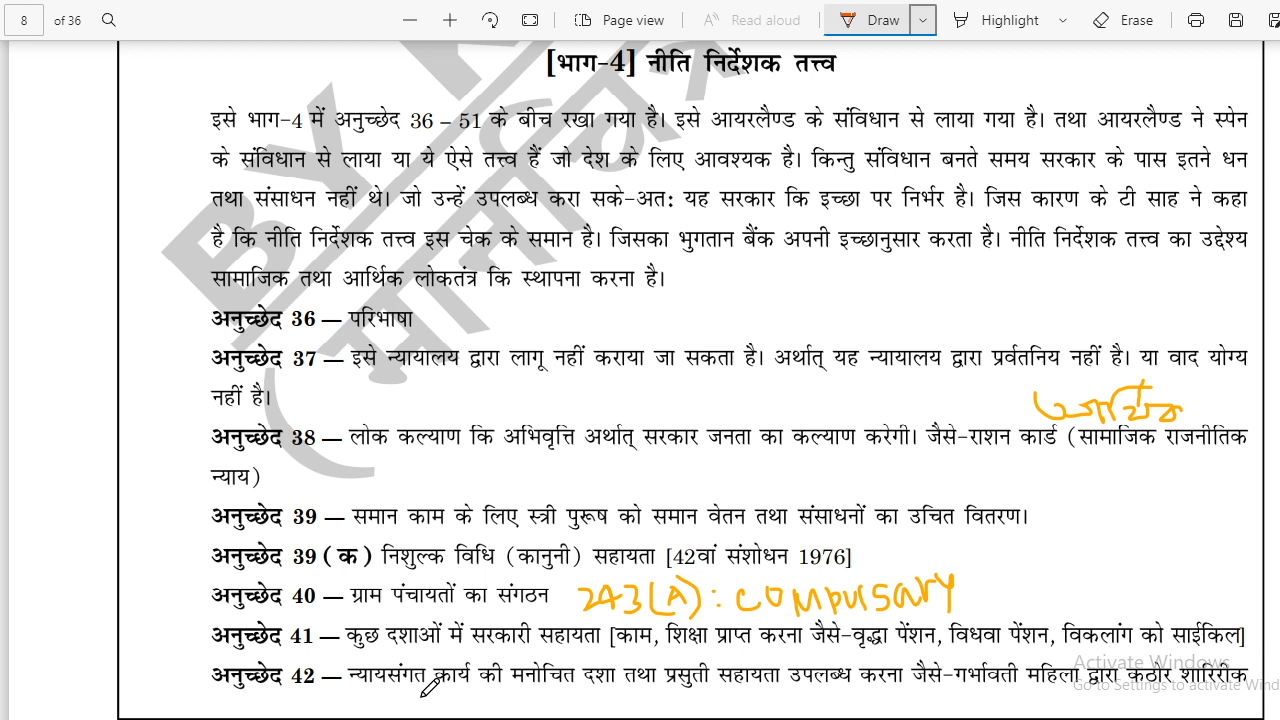 8 of 36 Page view Read aloud Draw Highlight Erase
[भाग-4] नीति निर्देशक तत्त्व
इसे भाग-4 में अनुच्छेद 36 – 51 के बीच रखा गया है। इसे आयरलैण्ड के संविधान से लाया गया है। तथा आयरलैण्ड ने स्पेन
के संविधान से लाया या ये ऐसे तत्त्व हैं जो देश के लिए आवश्यक है। किन्तु संविधान बनते समय सरकार के पास इतने धन
तथा संसाधन नहीं थे। जो उन्हें उपलब्ध करा सके-अत: यह सरकार कि इच्छा पर निर्भर है। जिस कारण के टी साह ने कहा
है कि नीति निर्देशक तत्त्व इस चेक के समान है। जिसका भुगतान बैंक अपनी इच्छानुसार करता है। नीति निर्देशक तत्त्व का उद्देश्य
सामाजिक तथा आर्थिक लोकतंत्र कि स्थापना करना है।
अनुच्छेद 36 — परिभाषा
अनुच्छेद 37 — इसे न्यायालय द्वारा लागू नहीं कराया जा सकता है। अर्थात् यह न्यायालय द्वारा प्रर्वतनिय नहीं है। या वाद योग्य
नहीं है।
आर्थिक
अनुच्छेद 38 — लोक कल्याण कि अभिवृत्ति अर्थात् सरकार जनता का कल्याण करेगी। जैसे-राशन कार्ड (सामाजिक राजनीतिक
न्याय)
अनुच्छेद 39 — समान काम के लिए स्त्री पुरूष को समान वेतन तथा संसाधनों का उचित वितरण।
अनुच्छेद 39 (क) निशुल्क विधि (कानुनी) सहायता [42वां संशोधन 1976]
अनुच्छेद 40 — ग्राम पंचायतों का संगठन 243(A): compulsary
अनुच्छेद 41 — कुछ दशाओं में सरकारी सहायता [काम, शिक्षा प्राप्त करना जैसे-वृद्धा पेंशन, विधवा पेंशन, विकलांग को साईकिल]
अनुच्छेद 42 — न्यायसंगत कार्य की मनोचित दशा तथा प्रसुती सहायता उपलब्ध करना जैसे-गर्भावती महिला द्वारा कठोर शारिरीक
Activate Windows
Go to Settings to activate Wind
BY
(मानचित्र